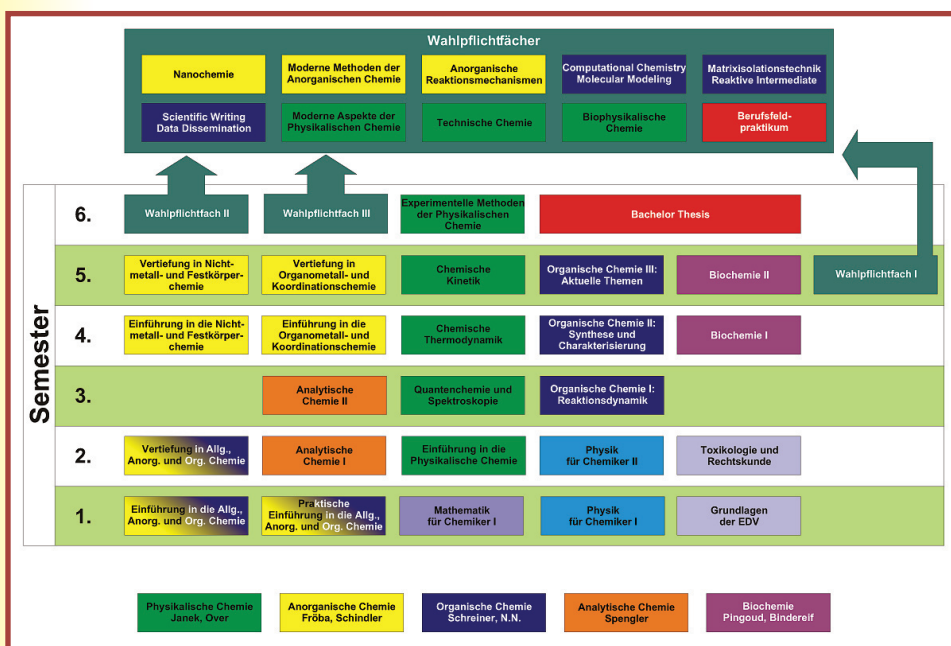 Wahlpflichtfächer
Nanochemie
Moderne Methoden der
Anorganischen Chemie
Anorganische
Reaktionsmechanismen
Computational Chemistry
Molecular Modeling
Matrixisolationstechnik
Reaktive Intermediate
Scientific Writing
Data Dissemination
Moderne Aspekte der
Physikalischen Chemie
Technische Chemie
Biophysikalische
Chemie
Berufsfeld-
praktikum
Semester
6.
Wahlpflichtfach II
Wahlpflichtfach III
Experimentelle Methoden
der Physikalischen
Chemie
Bachelor Thesis
5.
Vertiefung in Nicht-
metall- und Festkörper-
chemie
Vertiefung in
Organometall- und
Koordinationschemie
Chemische
Kinetik
Organische Chemie III:
Aktuelle Themen
Biochemie II
Wahlpflichtfach I
4.
Einführung in die Nicht-
metall- und Festkörper-
chemie
Einführung in die
Organometall- und
Koordinationschemie
Chemische
Thermodynamik
Organische Chemie II:
Synthese und
Charakterisierung
Biochemie I
3.
Analytische
Chemie II
Quantenchemie und
Spektroskopie
Organische Chemie I:
Reaktionsdynamik
2.
Vertiefung in Allg.,
Anorg. und Org. Chemie
Analytische
Chemie I
Einführung in die
Physikalische Chemie
Physik
für Chemiker II
Toxikologie und
Rechtskunde
1.
Einführung in die Allg.,
Anorg. und Org. Chemie
Praktische
Einführung in die Allg.,
Anorg. und Org. Chemie
Mathematik
für Chemiker I
Physik
für Chemiker I
Grundlagen
der EDV
Physikalische Chemie
Janek, Over
Anorganische Chemie
Fröba, Schindler
Organische Chemie
Schreiner, N.N.
Analytische Chemie
Spengler
Biochemie
Pingoud, Bindereif